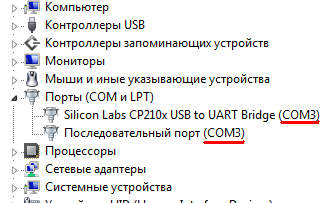 Компьютер
Контроллеры USB
Контроллеры запоминающих устройств
Мониторы
Мыши и иные указывающие устройства
Порты (COM и LPT)
Silicon Labs CP210x USB to UART Bridge (COM3)
Последовательный порт (COM3)
Процессоры
Сетевые адаптеры
Системные устройства